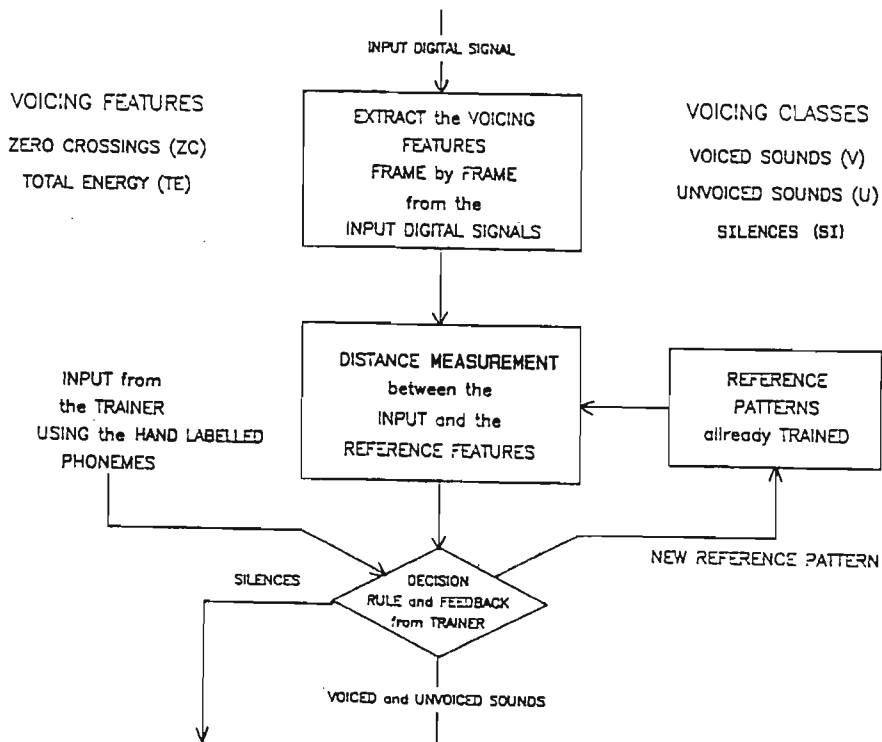 INPUT DIGITAL SIGNAL
VOICING FEATURES
ZERO CROSSINGS (ZC)
TOTAL ENERGY (TE)
EXTRACT the VOICING
FEATURES
FRAME by FRAME
from the
INPUT DIGITAL SIGNALS
VOICING CLASSES
VOICED SOUNDS (V)
UNVOICED SOUNDS (U)
SILENCES (SI)
INPUT from
the TRAINER
USING the HAND LABELLED
PHONEMES
DISTANCE MEASUREMENT
between the
INPUT and the
REFERENCE FEATURES
REFERENCE
PATTERNS
allready TRAINED
NEW REFERENCE PATTERN
SILENCES
DECISION
RULE and FEEDBACK
from TRAINER
VOICED and UNVOICED SOUNDS